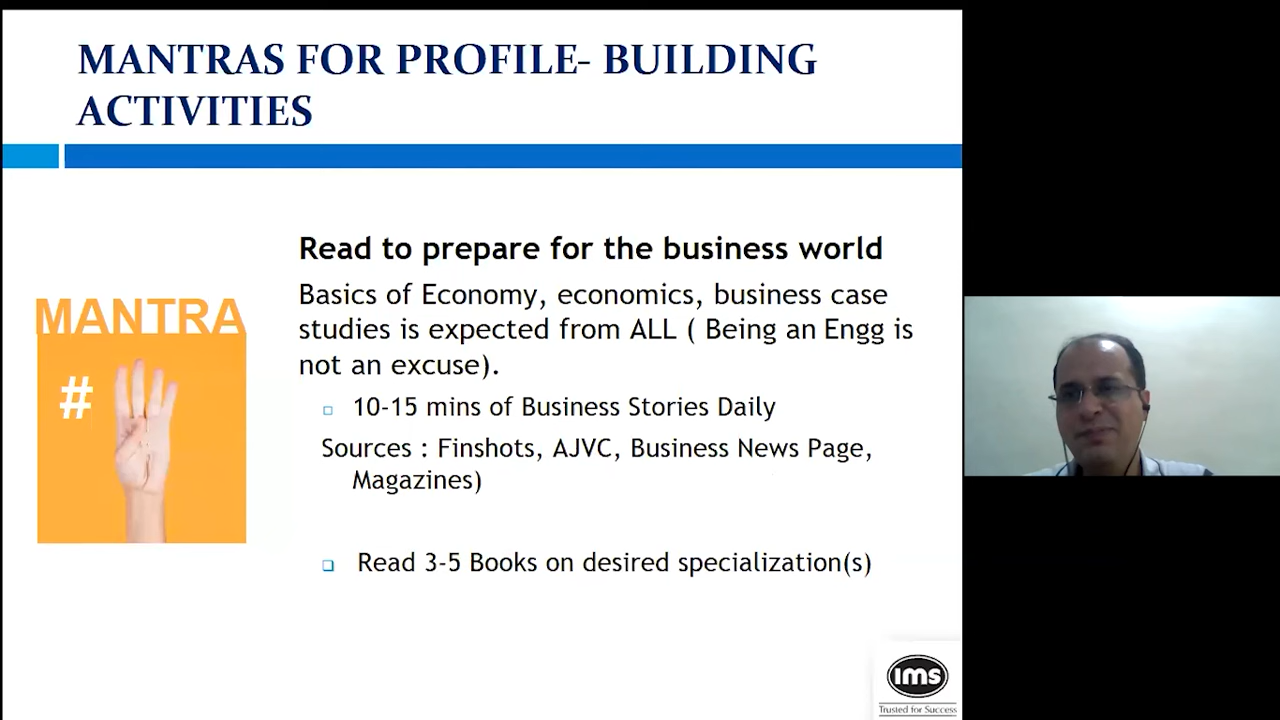 MANTRAS FOR PROFILE- BUILDING
ACTIVITIES
MANTRA
#
Read to prepare for the business world
Basics of Economy, economics, business case
studies is expected from ALL ( Being an Engg is
not an excuse).
10-15 mins of Business Stories Daily
Sources : Finshots, AJVC, Business News Page,
Magazines)
Read 3-5 Books on desired specialization(s)
ims
Trusted for Success